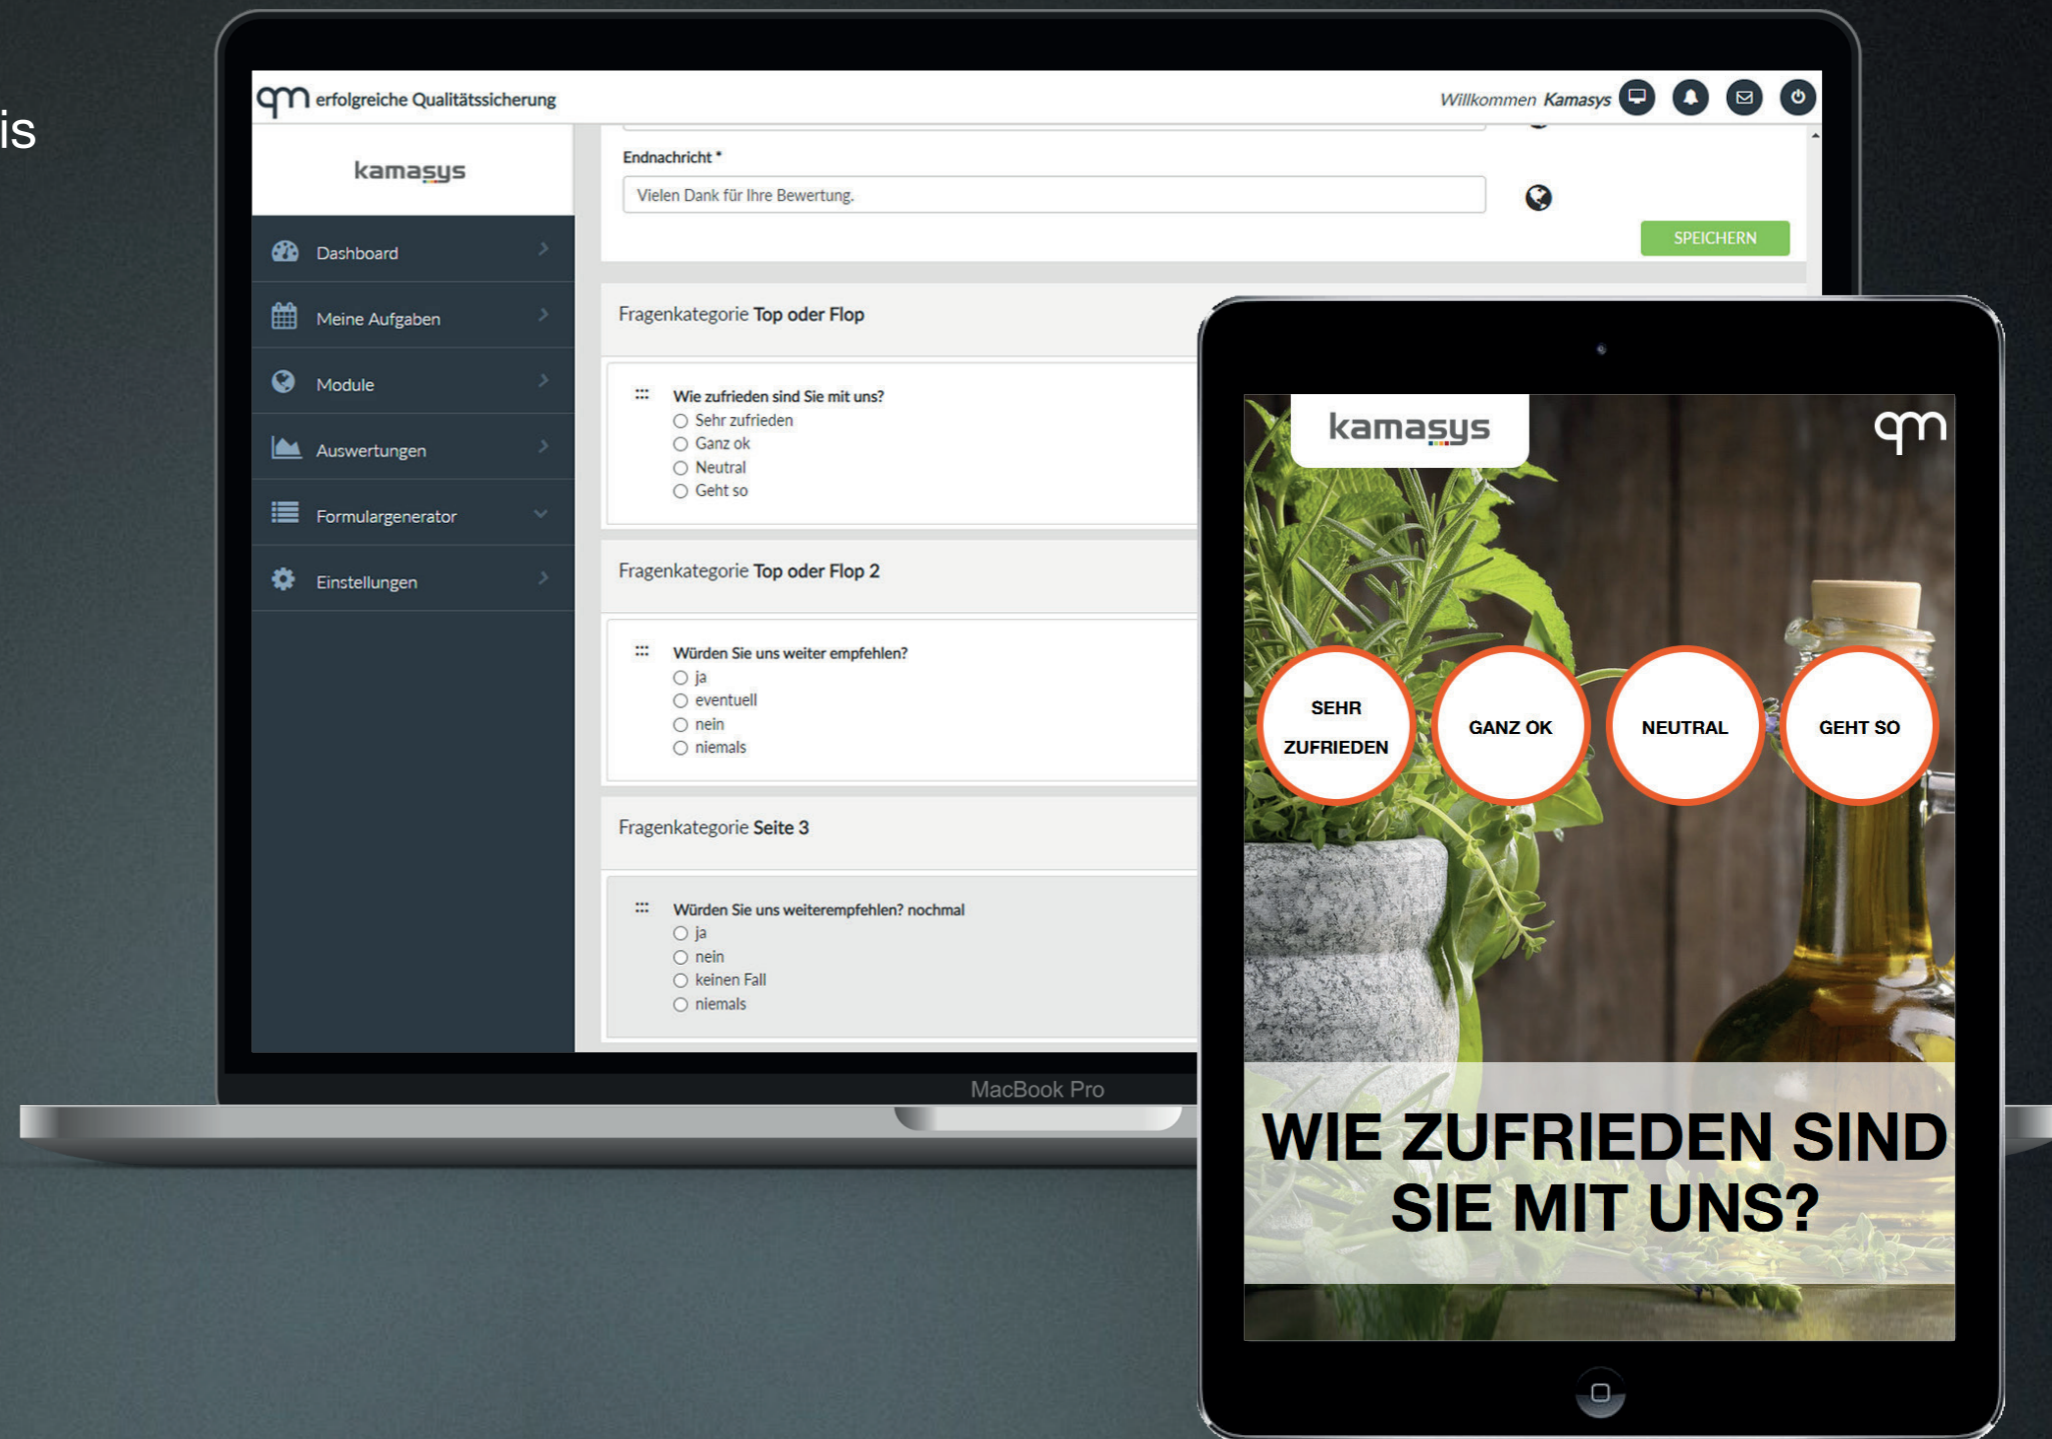 is
qm erfolgreiche Qualitätssicherung
Willkommen Kamasys
kamasys
Dashboard
Meine Aufgaben
Module
Auswertungen
Formulargenerator
Einstellungen
Endnachricht *
Vielen Dank für Ihre Bewertung.
SPEICHERN
Fragenkategorie Top oder Flop
Wie zufrieden sind Sie mit uns?
Sehr zufrieden
Ganz ok
Neutral
Geht so
Fragenkategorie Top oder Flop 2
Würden Sie uns weiter empfehlen?
ja
eventuell
nein
niemals
Fragenkategorie Seite 3
Würden Sie uns weiterempfehlen? nochmal
ja
nein
keinen Fall
niemals
MacBook Pro
kamasys
qm
SEHR
ZUFRIEDEN
GANZ OK
NEUTRAL
GEHT SO
WIE ZUFRIEDEN SIND
SIE MIT UNS?